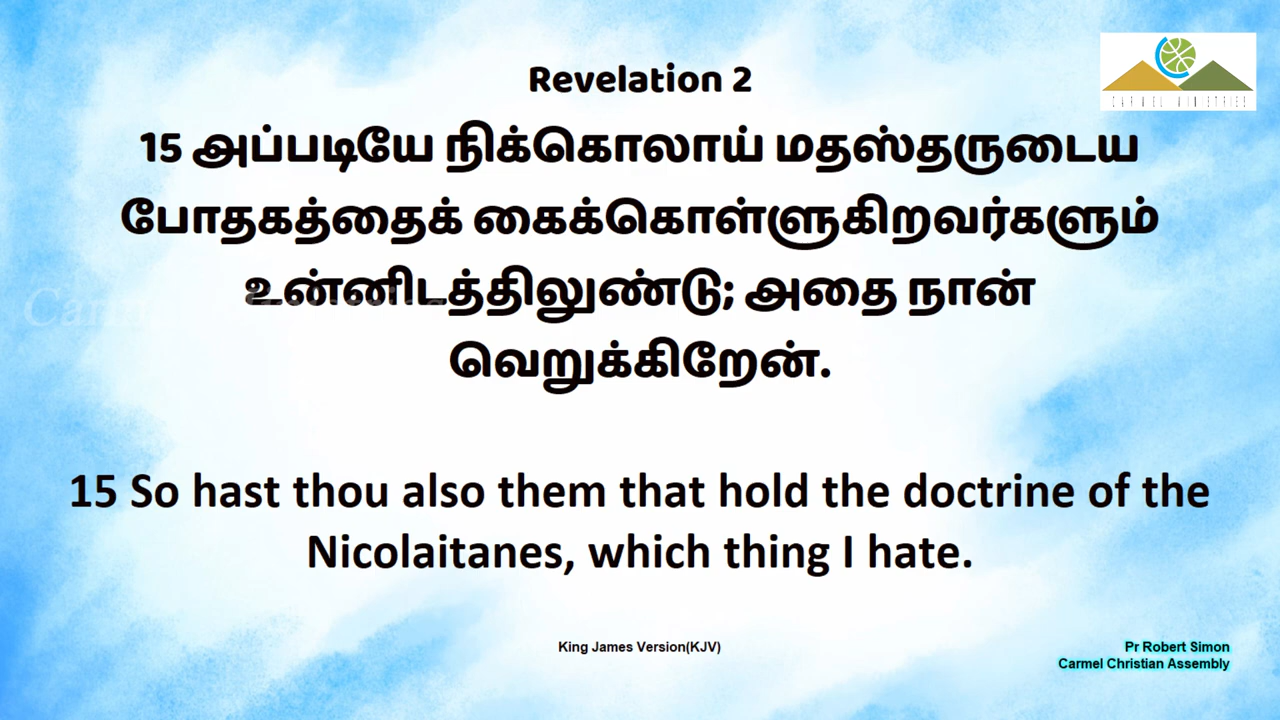 CARMEL MINISTRIES
Revelation 2
15 அப்படியே நிக்கொலாய் மதஸ்தருடைய
போதகத்தைக் கைக்கொள்ளுகிறவர்களும்
உன்னிடத்திலுண்டு; அதை நான்
வெறுக்கிறேன்.
15 So hast thou also them that hold the doctrine of the
Nicolaitanes, which thing I hate.
King James Version(KJV)
Pr Robert Simon
Carmel Christian Assembly